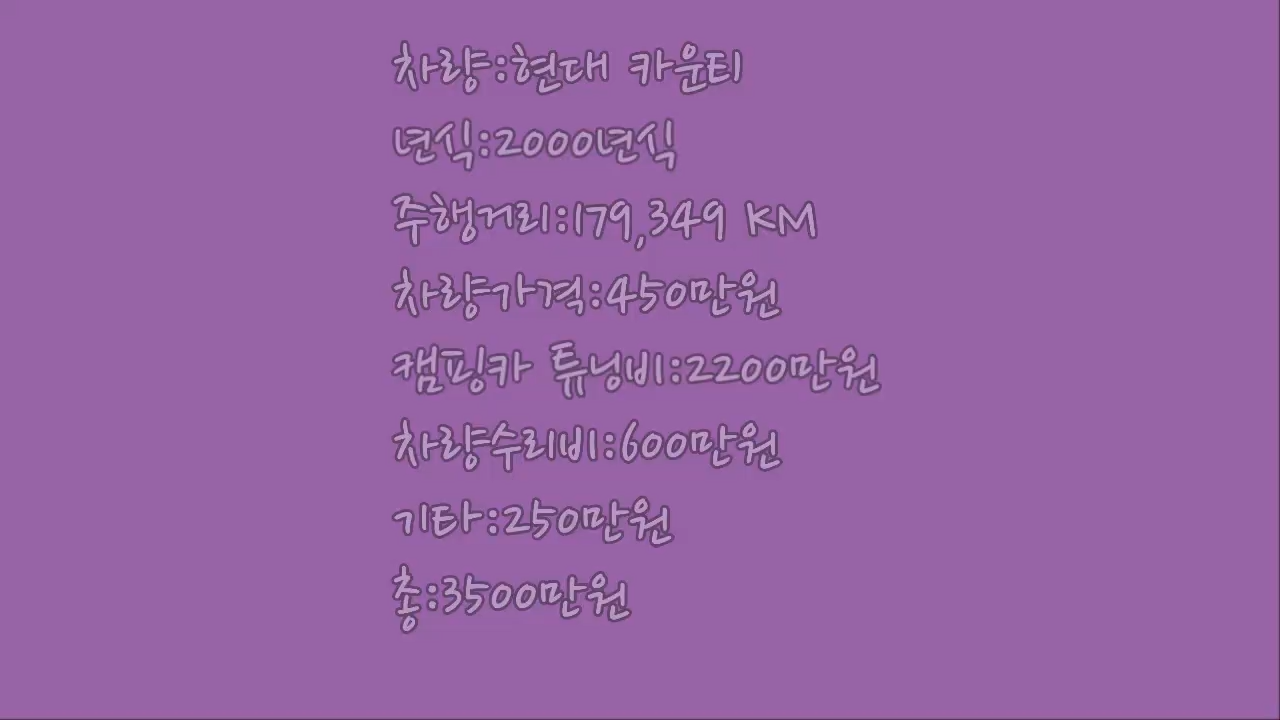 차량:현대 카운티
년식:2000년식
주행거리:179,349 KM
차량가격:450만원
캠핑카 튜닝비:2200만원
차량수리비:600만원
기타:250만원
총:3500만원